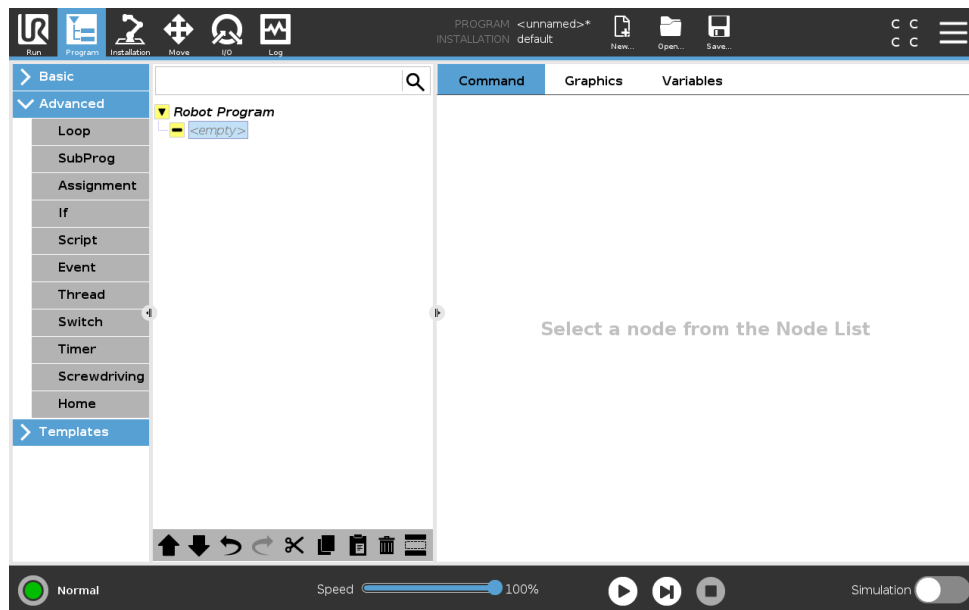 PROGRAM <unnamed>*
INSTALLATION default
C C
C C
Run Program Installation Move I/O Log New... Open... Save...
Basic
Advanced
Loop
SubProg
Assignment
If
Script
Event
Thread
Switch
Timer
Screwdriving
Home
Templates
Robot Program
<empty>
Command Graphics Variables
Select a node from the Node List
Normal
Speed 100%
Simulation